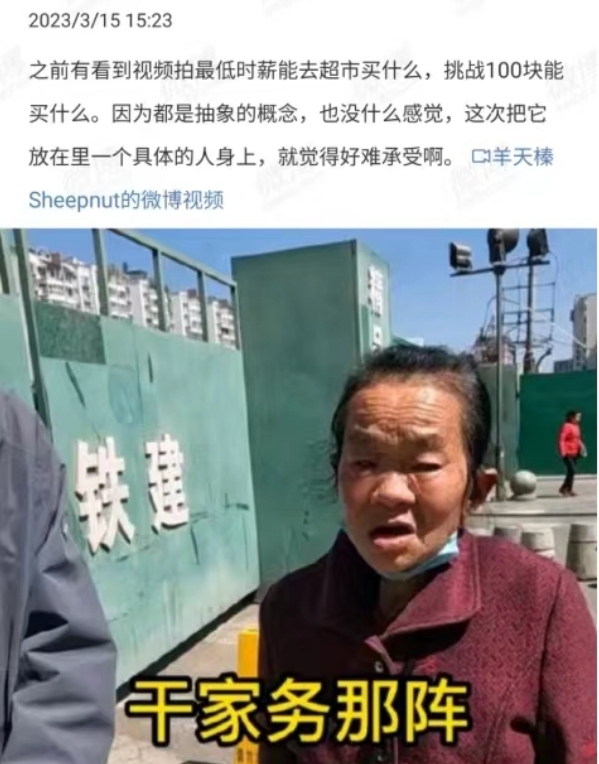 2023/3/15 15:23
之前有看到视频拍最低时薪能去超市买什么，挑战100块能
买什么。因为都是抽象的概念，也没什么感觉，这次把它
放在里一个具体的人身上，就觉得好难承受啊。 羊天榛
Sheepnut的微博视频
铁建
干家务那阵